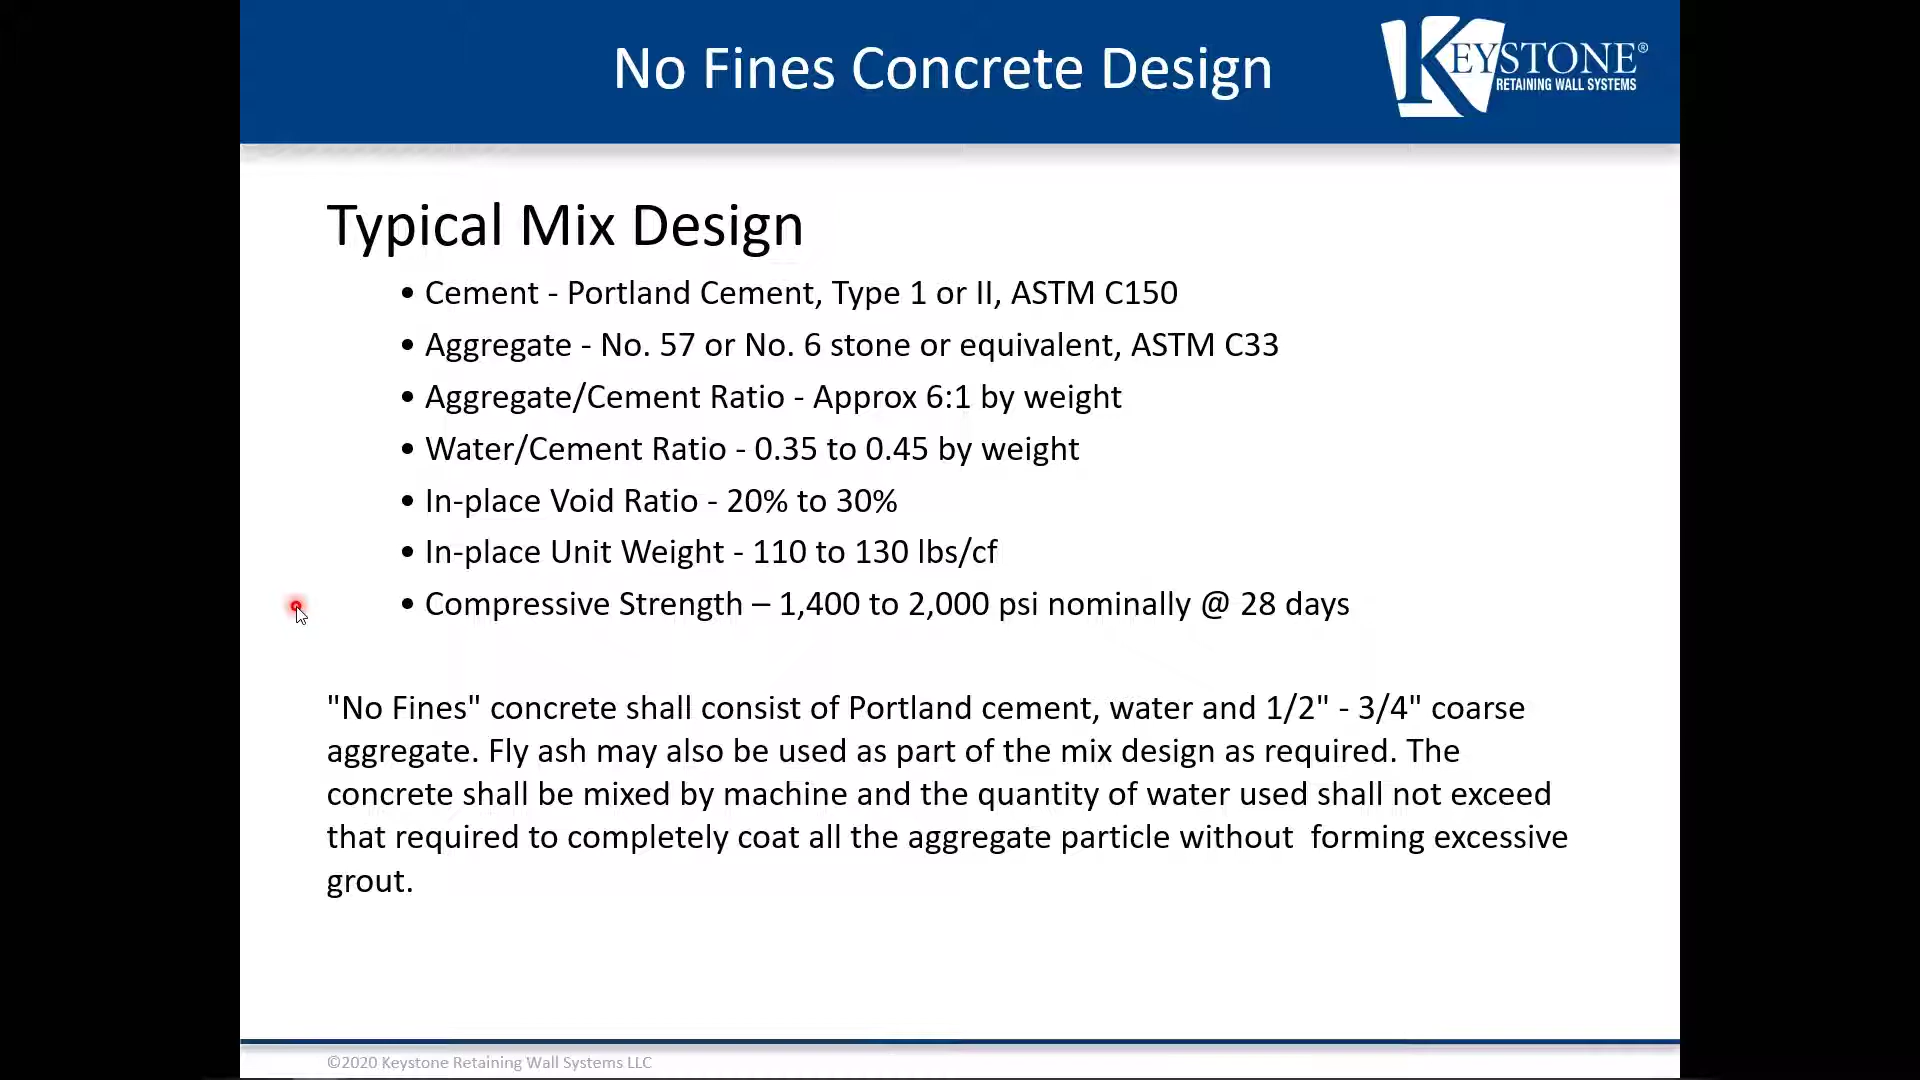 No Fines Concrete Design
KEYSTONE®
RETAINING WALL SYSTEMS
Typical Mix Design
• Cement - Portland Cement, Type 1 or II, ASTM C150
• Aggregate - No. 57 or No. 6 stone or equivalent, ASTM C33
• Aggregate/Cement Ratio - Approx 6:1 by weight
• Water/Cement Ratio - 0.35 to 0.45 by weight
• In-place Void Ratio - 20% to 30%
• In-place Unit Weight - 110 to 130 lbs/cf
• Compressive Strength – 1,400 to 2,000 psi nominally @ 28 days
"No Fines" concrete shall consist of Portland cement, water and 1/2" - 3/4" coarse
aggregate. Fly ash may also be used as part of the mix design as required. The
concrete shall be mixed by machine and the quantity of water used shall not exceed
that required to completely coat all the aggregate particle without  forming excessive
grout.
©2020 Keystone Retaining Wall Systems LLC